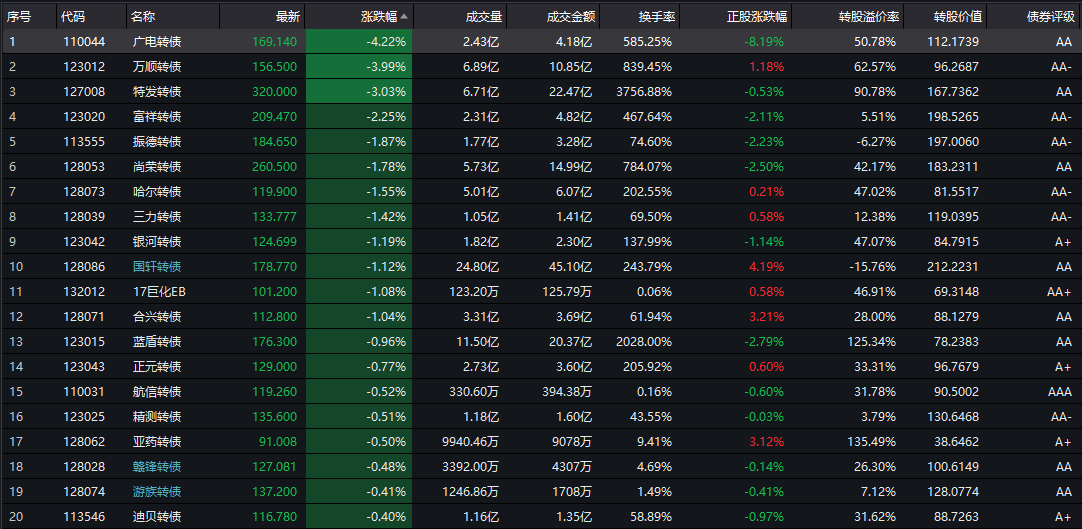 序号 代码 名称 最新 涨跌幅 成交量 成交金额 换手率 正股涨跌幅 转股溢价率 转股价值 债券评级
1 110044 广电转债 169.140 -4.22% 2.43亿 4.18亿 585.25% -8.19% 50.78% 112.1739 AA
2 123012 万顺转债 156.500 -3.99% 6.89亿 10.85亿 839.45% 1.18% 62.57% 96.2687 AA-
3 127008 特发转债 320.000 -3.03% 6.71亿 22.47亿 3756.88% -0.53% 90.78% 167.7362 AA
4 123020 富祥转债 209.470 -2.25% 2.31亿 4.82亿 467.64% -2.11% 5.51% 198.5265 AA-
5 113555 振德转债 184.650 -1.87% 1.77亿 3.28亿 74.60% -2.23% -6.27% 197.0060 AA-
6 128053 尚荣转债 260.500 -1.78% 5.73亿 14.99亿 784.07% -2.50% 42.17% 183.2311 AA
7 128073 哈尔转债 119.900 -1.55% 5.01亿 6.07亿 202.55% 0.21% 47.02% 81.5517 AA-
8 128039 三力转债 133.777 -1.42% 1.05亿 1.41亿 69.50% 0.58% 12.38% 119.0395 AA-
9 123042 银河转债 124.699 -1.19% 1.82亿 2.30亿 137.99% -1.14% 47.07% 84.7915 A+
10 128086 国轩转债 178.770 -1.12% 24.80亿 45.10亿 243.79% 4.19% -15.76% 212.2231 AA
11 132012 17巨化EB 101.200 -1.08% 123.20万 125.79万 0.06% 0.58% 46.91% 69.3148 AA+
12 128071 合兴转债 112.800 -1.04% 3.31亿 3.69亿 61.94% 3.21% 28.00% 88.1279 AA
13 123015 蓝盾转债 176.300 -0.96% 11.50亿 20.37亿 2028.00% -2.79% 125.34% 78.2383 AA
14 123043 正元转债 129.000 -0.77% 2.73亿 3.60亿 205.92% 0.60% 33.31% 96.7679 A+
15 110031 航信转债 119.260 -0.52% 330.60万 394.38万 0.16% -0.60% 31.78% 90.5002 AAA
16 123025 精测转债 135.600 -0.51% 1.18亿 1.60亿 43.55% -0.03% 3.79% 130.6468 AA-
17 128062 亚药转债 91.008 -0.50% 9940.46万 9078万 9.41% 3.12% 135.49% 38.6462 A+
18 128028 赣锋转债 127.081 -0.48% 3392.00万 4307万 4.69% -0.14% 26.30% 100.6149 AA
19 128074 游族转债 137.200 -0.41% 1246.86万 1708万 1.49% -0.41% 7.12% 128.0774 AA
20 113546 迪贝转债 116.780 -0.40% 1.16亿 1.35亿 58.89% -0.97% 31.62% 88.7263 A+